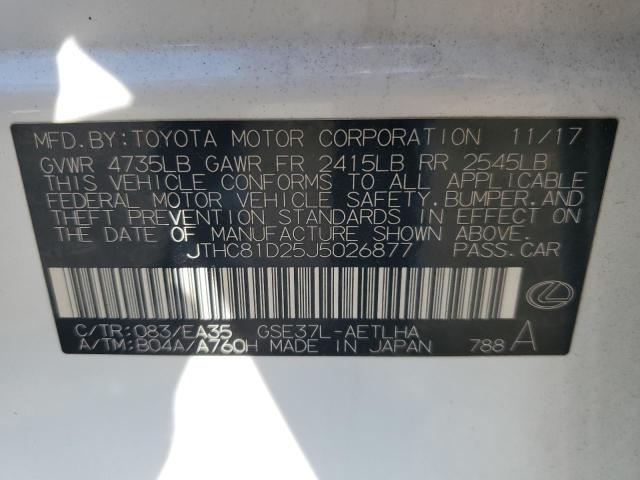 MFD.BY:TOYOTA MOTOR CORPORATION 11/17
GVWR 4735LB GAWR FR 2415LB RR 2545LB
THIS VEHICLE CONFORMS TO ALL APPLICABLE
FEDERAL MOTOR VEHICLE SAFETY,BUMPER,AND
THEFT PREVENTION STANDARDS IN EFFECT ON
THE DATE OF MANUFACTURE SHOWN ABOVE.
JTHC81D25J5026877 PASS.CAR
C/TR:083/EA35 GSE37L-AETLHA
A/TM:B04A/A760H MADE IN JAPAN 788 A